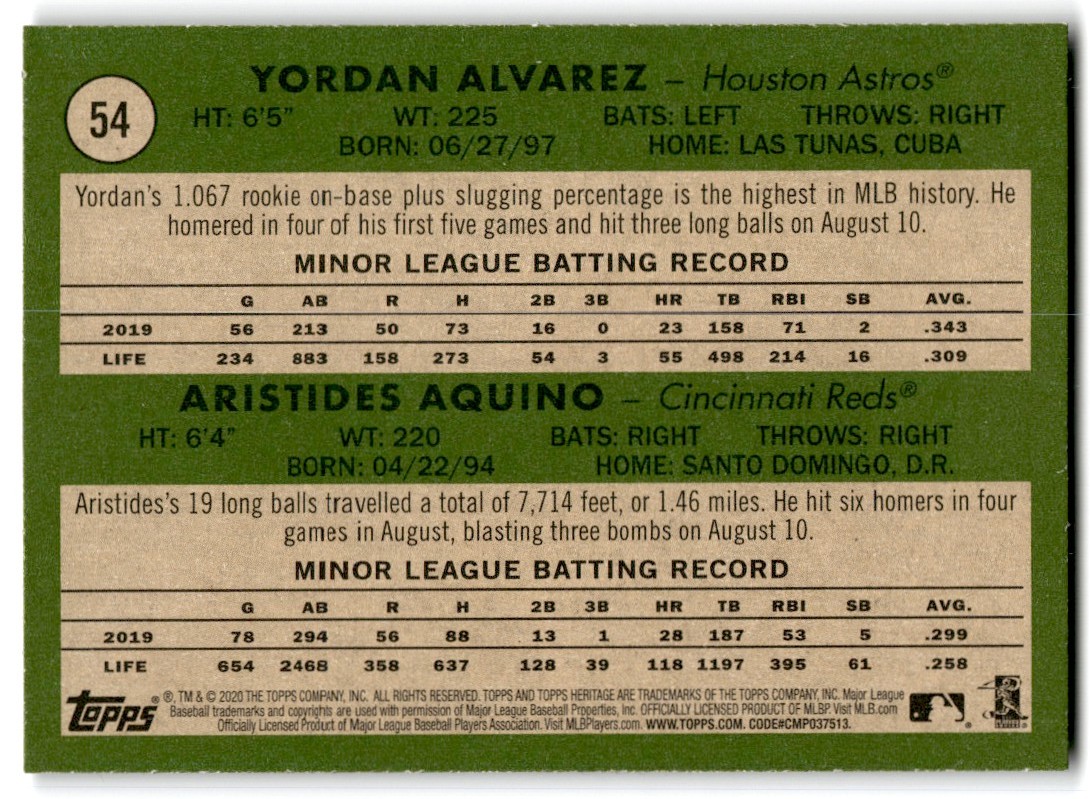 54
YORDAN ALVAREZ – Houston Astros®
HT: 6'5" WT: 225 BATS: LEFT THROWS: RIGHT
BORN: 06/27/97 HOME: LAS TUNAS, CUBA
Yordan's 1.067 rookie on-base plus slugging percentage is the highest in MLB history. He
homered in four of his first five games and hit three long balls on August 10.
MINOR LEAGUE BATTING RECORD
G AB R H 2B 3B HR TB RBI SB AVG.
2019 56 213 50 73 16 0 23 158 71 2 .343
LIFE 234 883 158 273 54 3 55 498 214 16 .309
ARISTIDES AQUINO – Cincinnati Reds®
HT: 6'4" WT: 220 BATS: RIGHT THROWS: RIGHT
BORN: 04/22/94 HOME: SANTO DOMINGO, D.R.
Aristides's 19 long balls travelled a total of 7,714 feet, or 1.46 miles. He hit six homers in four
games in August, blasting three bombs on August 10.
MINOR LEAGUE BATTING RECORD
G AB R H 2B 3B HR TB RBI SB AVG.
2019 78 294 56 88 13 1 28 187 53 5 .299
LIFE 654 2468 358 637 128 39 118 1197 395 61 .258
topps® ®, TM & © 2020 THE TOPPS COMPANY, INC. ALL RIGHTS RESERVED. TOPPS AND TOPPS HERITAGE ARE TRADEMARKS OF THE TOPPS COMPANY, INC. Major League
Baseball trademarks and copyrights are used with permission of Major League Baseball Properties, Inc. OFFICIALLY LICENSED PRODUCT OF MLBP. Visit MLB.com
Officially Licensed Product of Major League Baseball Players Association. Visit MLBPlayers.com. WWW.TOPPS.COM. CODE#CMP037513.